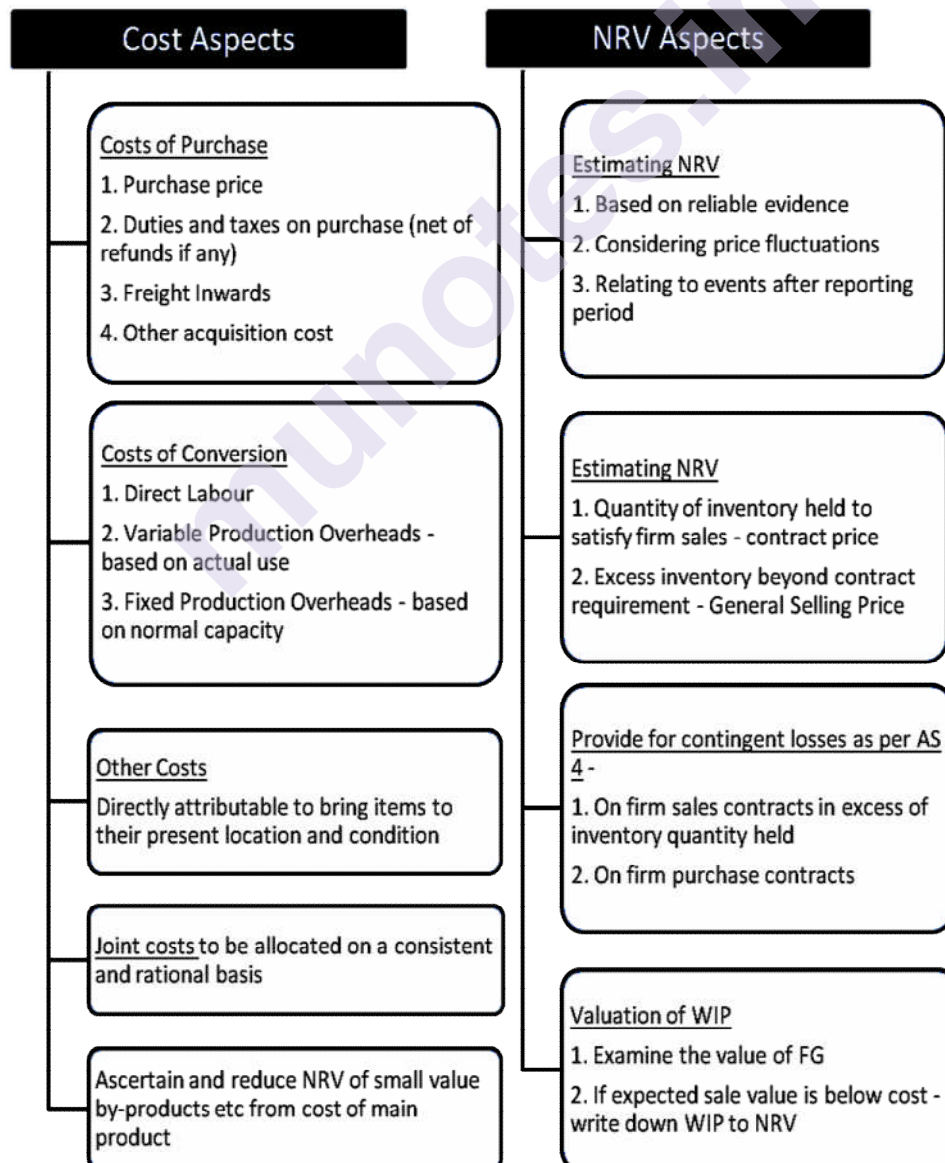 Cost Aspects
Costs of Purchase
1. Purchase price
2. Duties and taxes on purchase (net of
refunds if any)
3. Freight Inwards
4. Other acquisition cost
Costs of Conversion
1. Direct Labour
2. Variable Production Overheads -
based on actual use
3. Fixed Production Overheads - based
on normal capacity
Other Costs
Directly attributable to bring items to
their present location and condition
Joint costs to be allocated on a consistent
and rational basis
Ascertain and reduce NRV of small value
by-products etc from cost of main
product
NRV Aspects
Estimating NRV
1. Based on reliable evidence
2. Considering price fluctuations
3. Relating to events after reporting
period
Estimating NRV
1. Quantity of inventory held to
satisfy firm sales - contract price
2. Excess inventory beyond contract
requirement - General Selling Price
Provide for contingent losses as per AS
4 -
1. On firm sales contracts in excess of
inventory quantity held
2. On firm purchase contracts
Valuation of WIP
1. Examine the value of FG
2. If expected sale value is below cost -
write down WIP to NRV
munotes.in